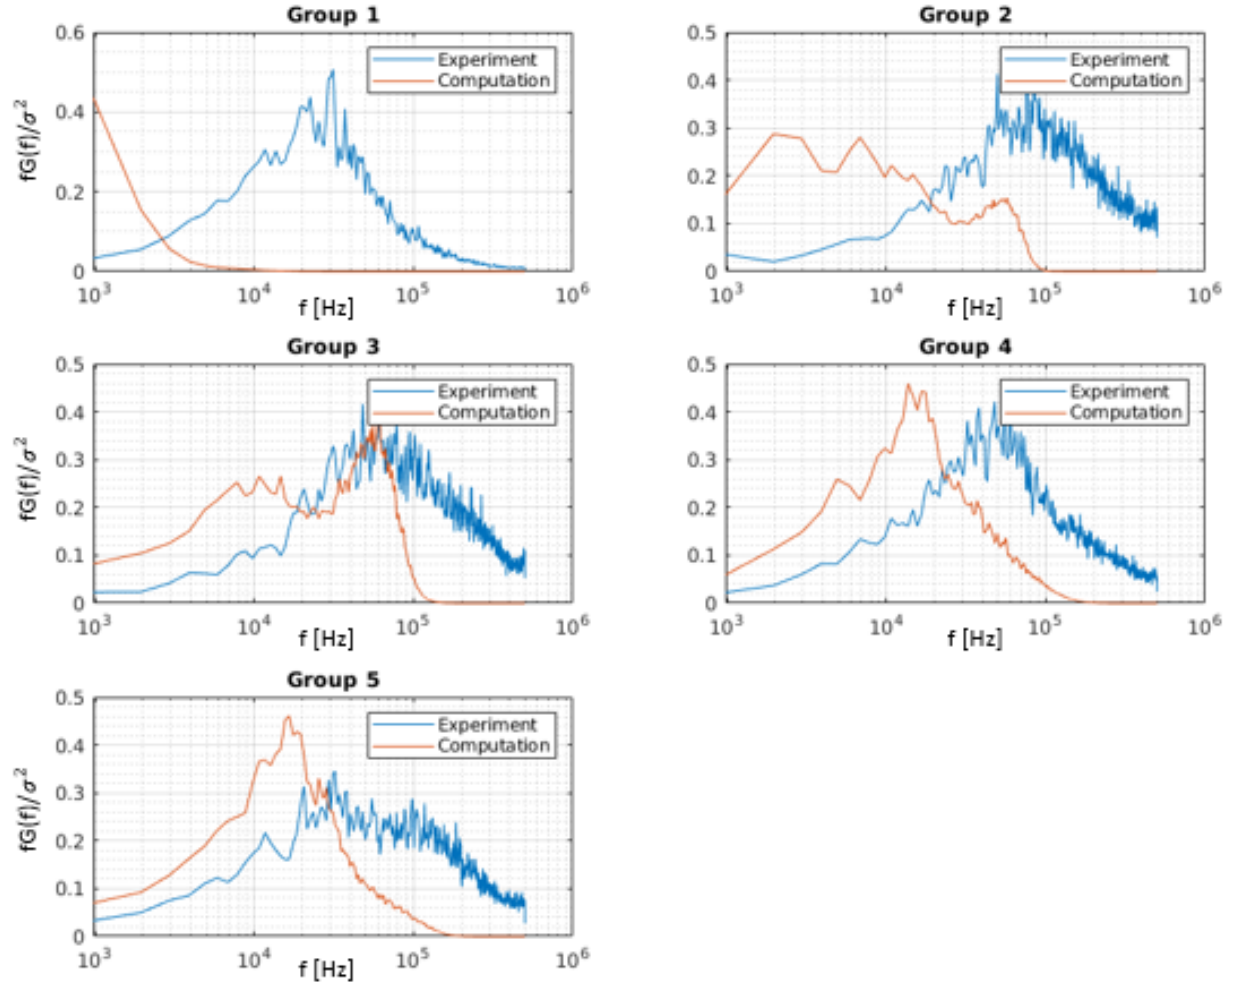 Group 1
0.6
0.4
0.2
0
fG(f)/σ²
Experiment
Computation
10³ 10⁴ 10⁵ 10⁶
f [Hz]
Group 2
0.5
0.4
0.3
0.2
0.1
0
Experiment
Computation
10³ 10⁴ 10⁵ 10⁶
f [Hz]
Group 3
0.5
0.4
0.3
0.2
0.1
0
fG(f)/σ²
Experiment
Computation
10³ 10⁴ 10⁵ 10⁶
f [Hz]
Group 4
0.5
0.4
0.3
0.2
0.1
0
Experiment
Computation
10³ 10⁴ 10⁵ 10⁶
f [Hz]
Group 5
0.5
0.4
0.3
0.2
0.1
0
fG(f)/σ²
Experiment
Computation
10³ 10⁴ 10⁵ 10⁶
f [Hz]